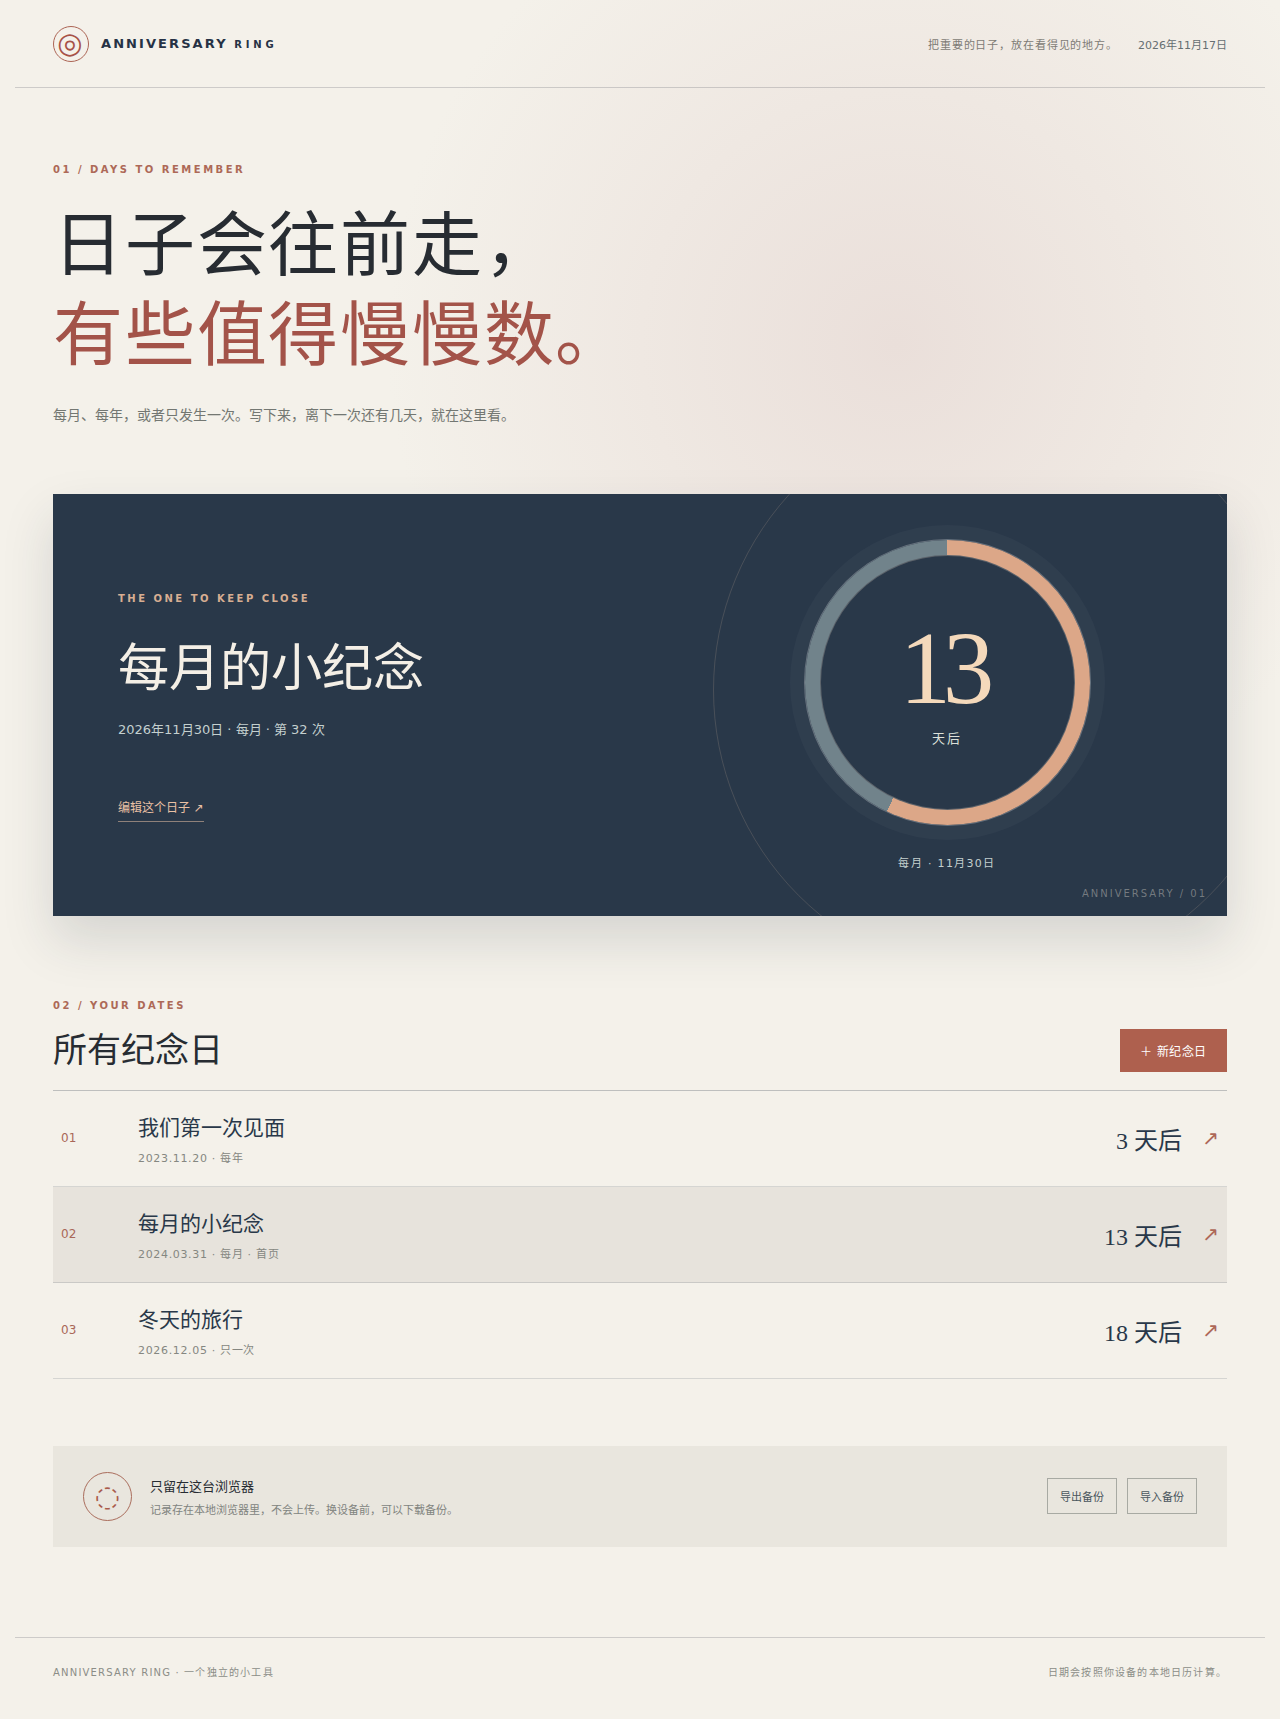 ANNIVERSARY RING
把重要的日子，放在看得见的地方。 2026年11月17日
01 / DAYS TO REMEMBER
日子会往前走，
有些值得慢慢数。
每月、每年，或者只发生一次。写下来，离下一次还有几天，就在这里看。
THE ONE TO KEEP CLOSE
每月的小纪念
2026年11月30日 · 每月 · 第 32 次
编辑这个日子 ↗
13
天后
每月 · 11月30日
ANNIVERSARY / 01
02 / YOUR DATES
所有纪念日
＋ 新纪念日
01 我们第一次见面 3 天后 ↗
2023.11.20 · 每年
02 每月的小纪念 13 天后 ↗
2024.03.31 · 每月 · 首页
03 冬天的旅行 18 天后 ↗
2026.12.05 · 只一次
只留在这台浏览器
记录存在本地浏览器里，不会上传。换设备前，可以下载备份。
导出备份 导入备份
ANNIVERSARY RING · 一个独立的小工具
日期会按照你设备的本地日历计算。